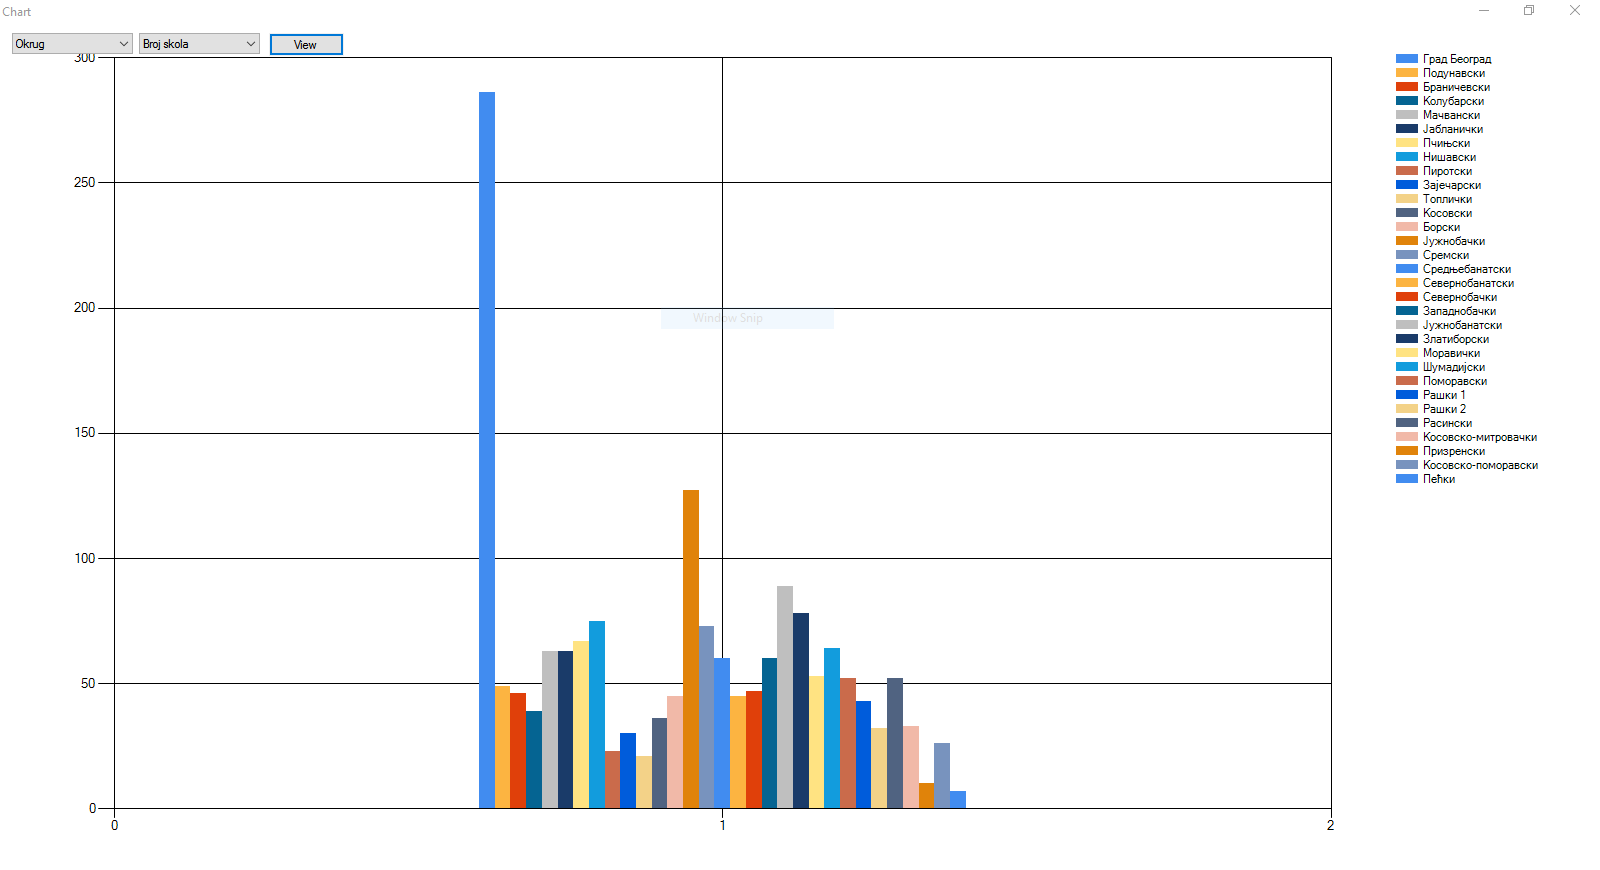 Chart
Okrug
Broj skola
View
300
250
200
150
100
50
0
0
1
2
Window Snip
Град Београд
Подунавски
Браничевски
Колубарски
Мачвански
Јабланички
Пчињски
Нишавски
Пиротски
Зајечарски
Топлички
Косовски
Борски
Јужнобачки
Сремски
Средњебанатски
Севернобанатски
Севернобачки
Западнобачки
Јужнобанатски
Златиборски
Моравички
Шумадијски
Поморавски
Рашки 1
Рашки 2
Расински
Косовско-митровачки
Призренски
Косовско-поморавски
Пећки